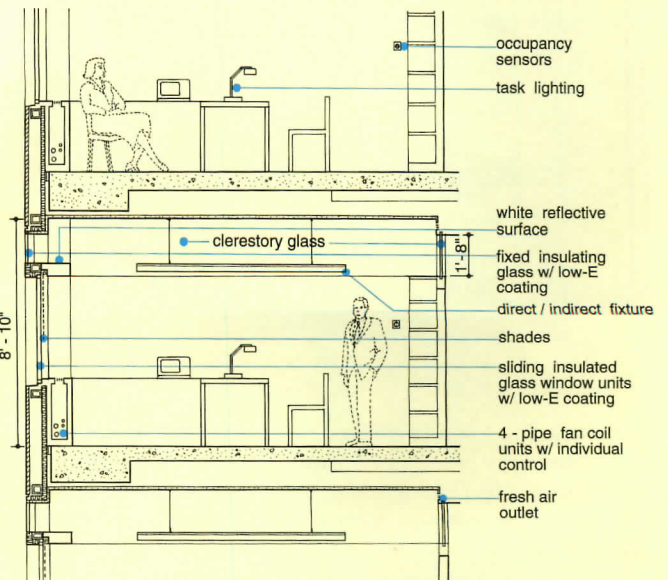 occupancy
sensors
task lighting
white reflective
surface
clerestory glass
1'-8"
fixed insulating
glass w/ low-E
coating
direct / indirect fixture
8' - 10"
shades
sliding insulated
glass window units
w/ low-E coating
4 - pipe fan coil
units w/ individual
control
fresh air
outlet